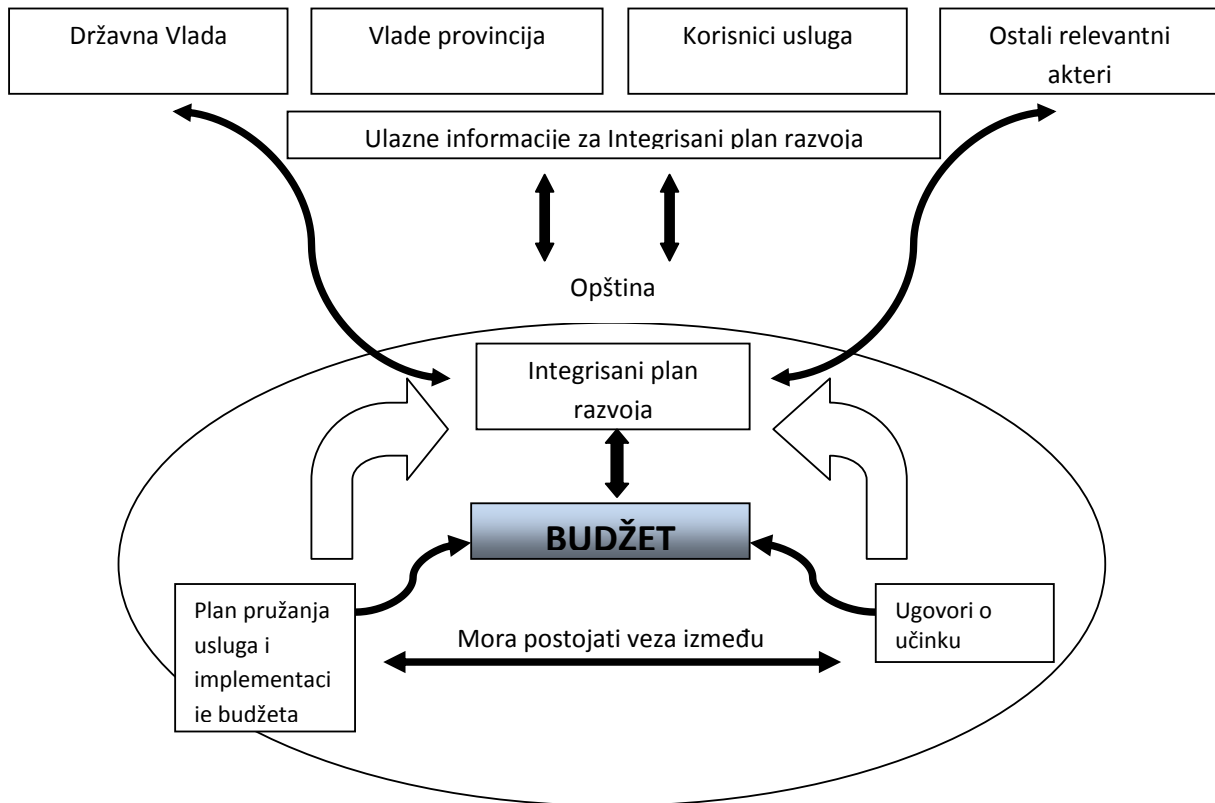 Državna Vlada
Vlade provincija
Korisnici usluga
Ostali relevantni
akteri
Ulazne informacije za Integrisani plan razvoja
Opština
Integrisani plan
razvoja
BUDŽET
Plan pružanja
usluga i
implementaci
je budžeta
Mora postojati veza između
Ugovori o
učinku